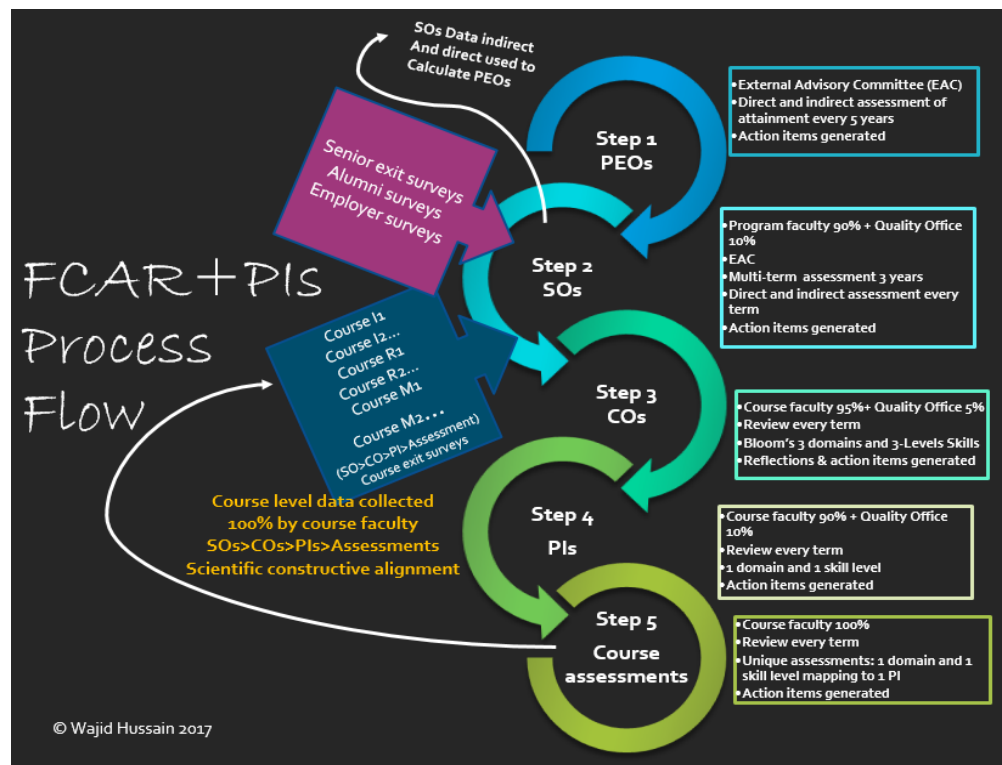 SOs Data indirect
And direct used to
Calculate PEOs
Senior exit surveys
Alumni surveys
Employer surveys
FCAR+PIs
Process
Flow
Course I1
Course I2...
Course R1
Course R2...
Course M1
Course M2...
(SO>CO>PI>Assessment)
Course exit surveys
Course level data collected
100% by course faculty
SOs>COs>PIs>Assessments
Scientific constructive alignment
Step 1
PEOs
•External Advisory Committee (EAC)
•Direct and indirect assessment of
attainment every 5 years
•Action items generated
Step 2
SOs
•Program faculty 90% + Quality Office
10%
•EAC
•Multi-term assessment 3 years
•Direct and indirect assessment every
term
•Action items generated
Step 3
COs
•Course faculty 95%+ Quality Office 5%
•Review every term
•Bloom's 3 domains and 3-Levels Skills
•Reflections & action items generated
Step 4
PIs
•Course faculty 90% + Quality Office
10%
•Review every term
•1 domain and 1 skill level
•Action items generated
Step 5
Course
assessments
•Course faculty 100%
•Review every term
•Unique assessments: 1 domain and 1
skill level mapping to 1 PI
•Action items generated
© Wajid Hussain 2017